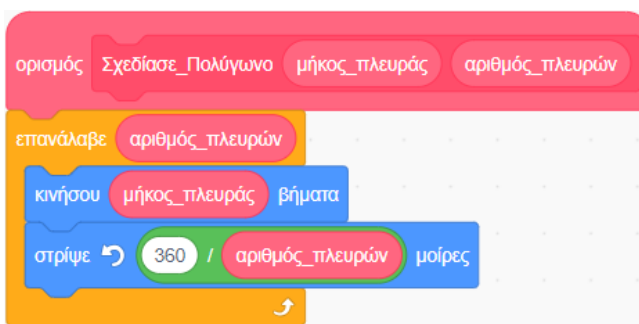 ορισμός Σχεδίασε_Πολύγωνο μήκος_πλευράς αριθμός_πλευρών
επανάλαβε αριθμός_πλευρών
κινήσου μήκος_πλευράς βήματα
στρίψε 360 / αριθμός_πλευρών μοίρες